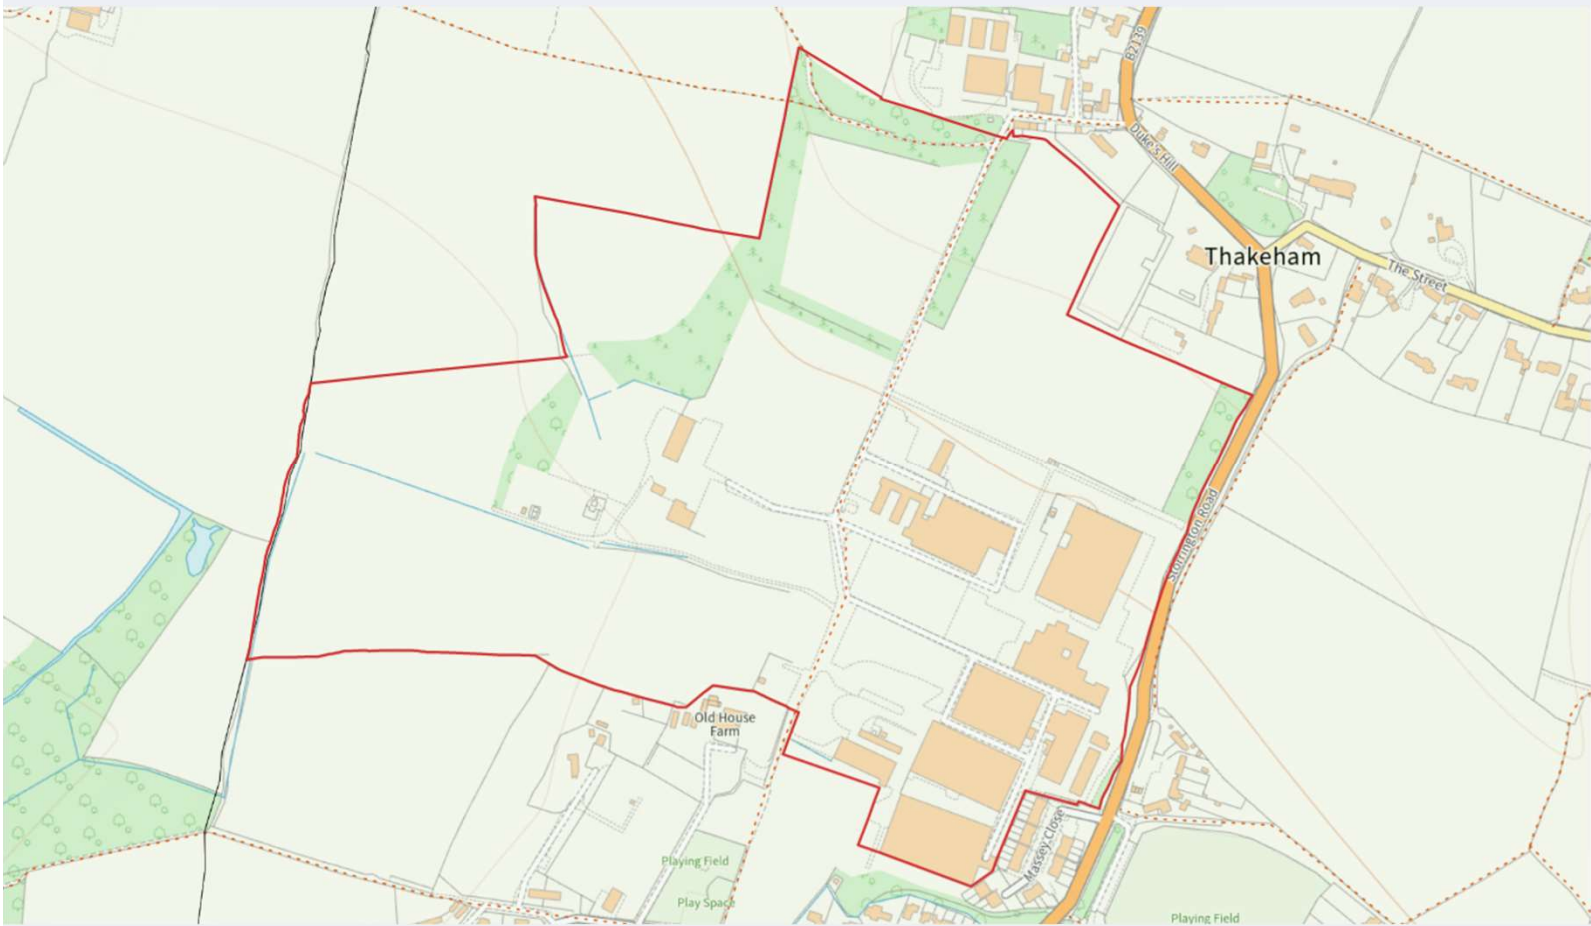 B2139
Duke's Hill
Thakeham
The Street
Storrington Road
Old House
Farm
Massey Close
Playing Field
Play Space
Playing Field